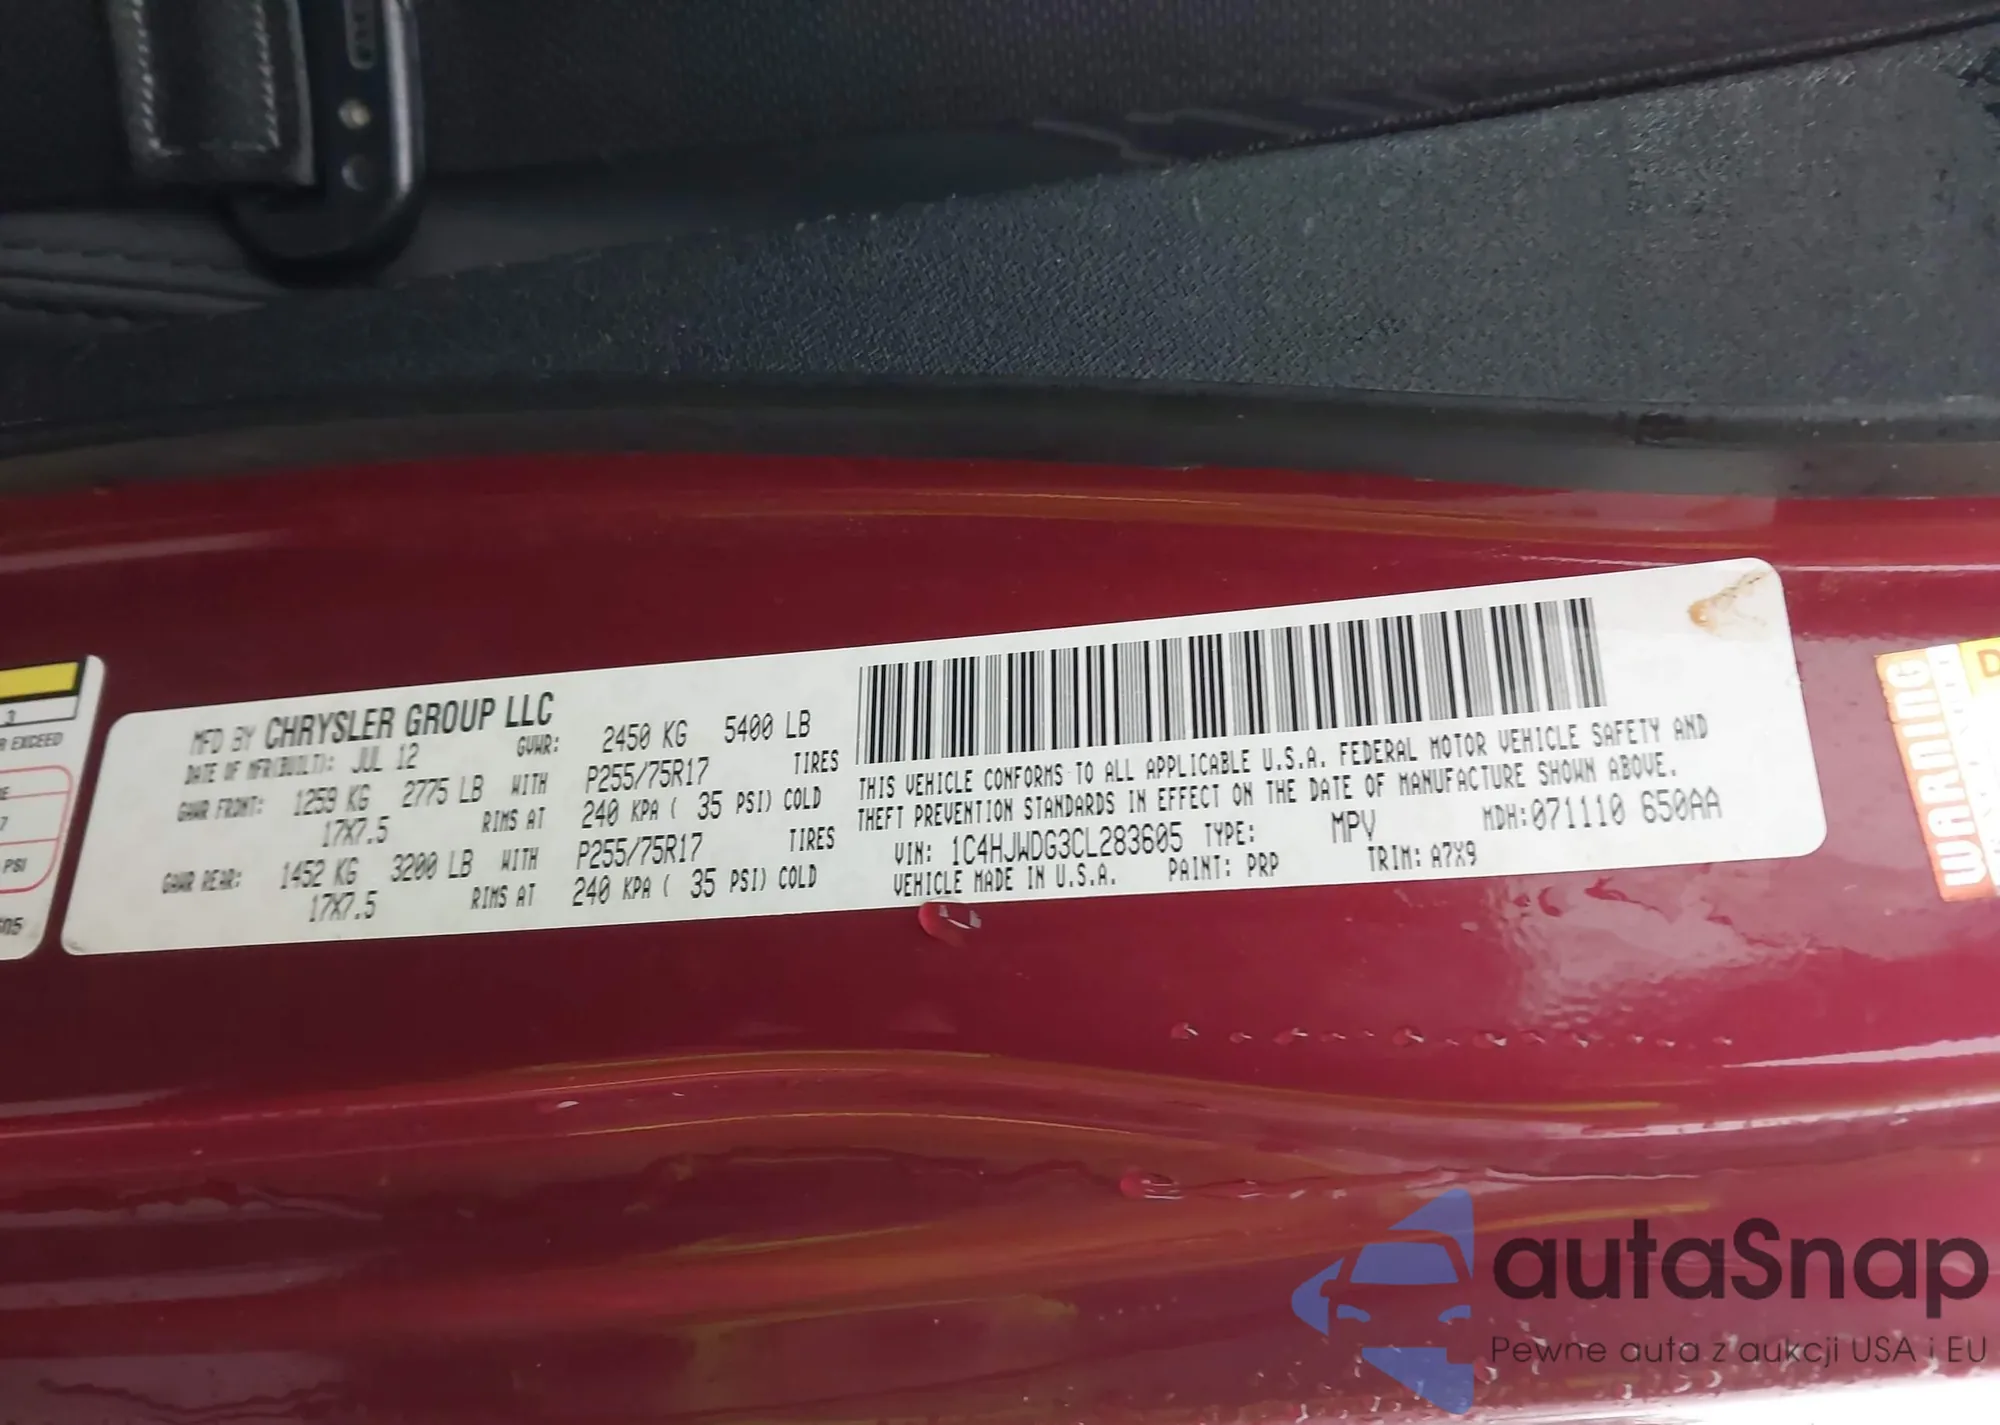 3
R EXCEED
E
7
PSI
605
MFD BY CHRYSLER GROUP LLC
DATE OF MFR(BUILT): JUL 12 GVWR: 2450 KG 5400 LB
GAWR FRONT: 1259 KG 2775 LB WITH P255/75R17 TIRES
17X7.5 RIMS AT 240 KPA ( 35 PSI) COLD
GAWR REAR: 1452 KG 3200 LB WITH P255/75R17 TIRES
17X7.5 RIMS AT 240 KPA ( 35 PSI) COLD
THIS VEHICLE CONFORMS TO ALL APPLICABLE U.S.A. FEDERAL MOTOR VEHICLE SAFETY AND
THEFT PREVENTION STANDARDS IN EFFECT ON THE DATE OF MANUFACTURE SHOWN ABOVE.
VIN: 1C4HJWDG3CL283605 TYPE: MPV MDH:071110 650AA
VEHICLE MADE IN U.S.A. PAINT: PRP TRIM: A7X9
WARNING
D
autaSnap
Pewne auta z aukcji USA i EU